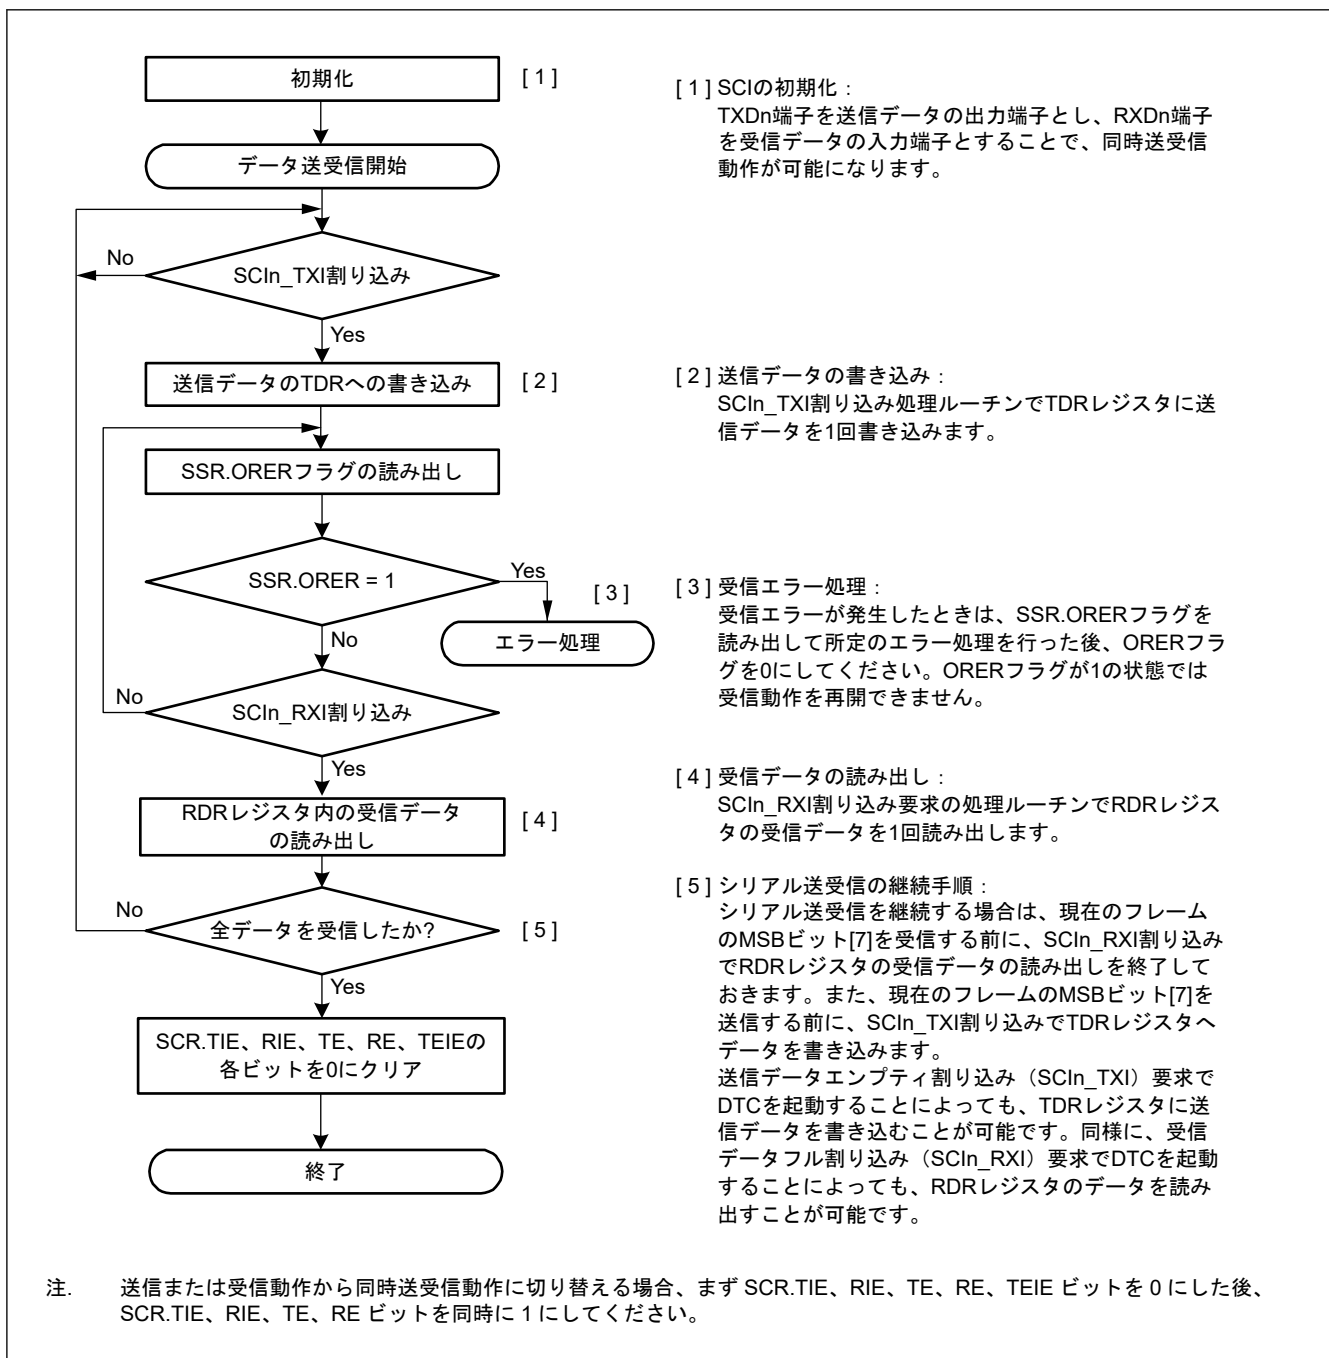 初期化
[ 1 ]
データ送受信開始
No
SCIn_TXI割り込み
Yes
送信データのTDRへの書き込み
[ 2 ]
SSR.ORERフラグの読み出し
SSR.ORER = 1
Yes
[ 3 ]
エラー処理
No
No
SCIn_RXI割り込み
Yes
RDRレジスタ内の受信データ
の読み出し
[ 4 ]
No
全データを受信したか?
[ 5 ]
Yes
SCR.TIE、RIE、TE、RE、TEIEの
各ビットを0にクリア
終了
[ 1 ] SCIの初期化：
TXDn端子を送信データの出力端子とし、RXDn端子
を受信データの入力端子とすることで、同時送受信
動作が可能になります。
[ 2 ] 送信データの書き込み：
SCIn_TXI割り込み処理ルーチンでTDRレジスタに送
信データを1回書き込みます。
[ 3 ] 受信エラー処理：
受信エラーが発生したときは、SSR.ORERフラグを
読み出して所定のエラー処理を行った後、ORERフラ
グを0にしてください。ORERフラグが1の状態では
受信動作を再開できません。
[ 4 ] 受信データの読み出し：
SCIn_RXI割り込み要求の処理ルーチンでRDRレジス
タの受信データを1回読み出します。
[ 5 ] シリアル送受信の継続手順：
シリアル送受信を継続する場合は、現在のフレーム
のMSBビット[7]を受信する前に、SCIn_RXI割り込み
でRDRレジスタの受信データの読み出しを終了して
おきます。また、現在のフレームのMSBビット[7]を
送信する前に、SCIn_TXI割り込みでTDRレジスタへ
データを書き込みます。
送信データエンプティ割り込み（SCIn_TXI）要求で
DTCを起動することによっても、TDRレジスタに送
信データを書き込むことが可能です。同様に、受信
データフル割り込み（SCIn_RXI）要求でDTCを起動
することによっても、RDRレジスタのデータを読み
出すことが可能です。
注. 送信または受信動作から同時送受信動作に切り替える場合、まず SCR.TIE、RIE、TE、RE、TEIE ビットを 0 にした後、
SCR.TIE、RIE、TE、RE ビットを同時に 1 にしてください。